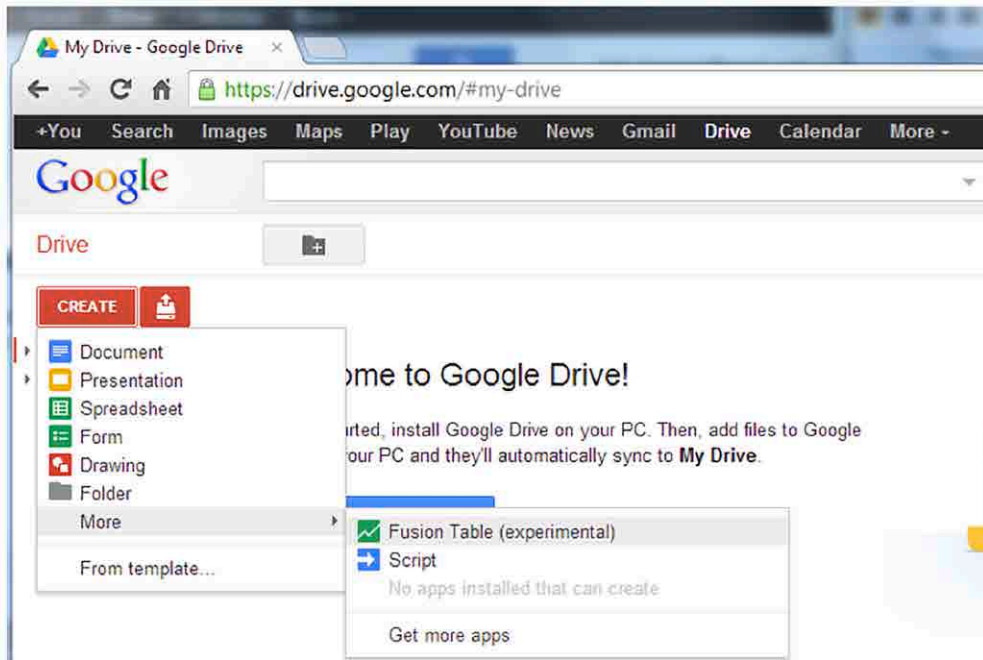 My Drive - Google Drive
https://drive.google.com/#my-drive
+You Search Images Maps Play YouTube News Gmail Drive Calendar More
Google
Drive
CREATE
Document
Presentation
Spreadsheet
Form
Drawing
Folder
More
From template...
ome to Google Drive!
rted, install Google Drive on your PC. Then, add files to Google
our PC and they'll automatically sync to My Drive.
Fusion Table (experimental)
Script
No apps installed that can create
Get more apps